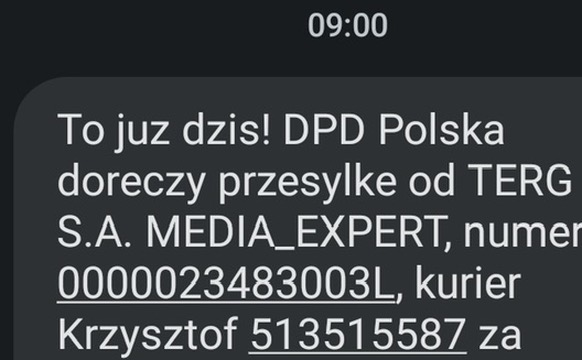 09:00
To juz dzis! DPD Polska
doreczy przesylke od TERG
S.A. MEDIA_EXPERT, numer
0000023483003L, kurier
Krzysztof 513515587 za